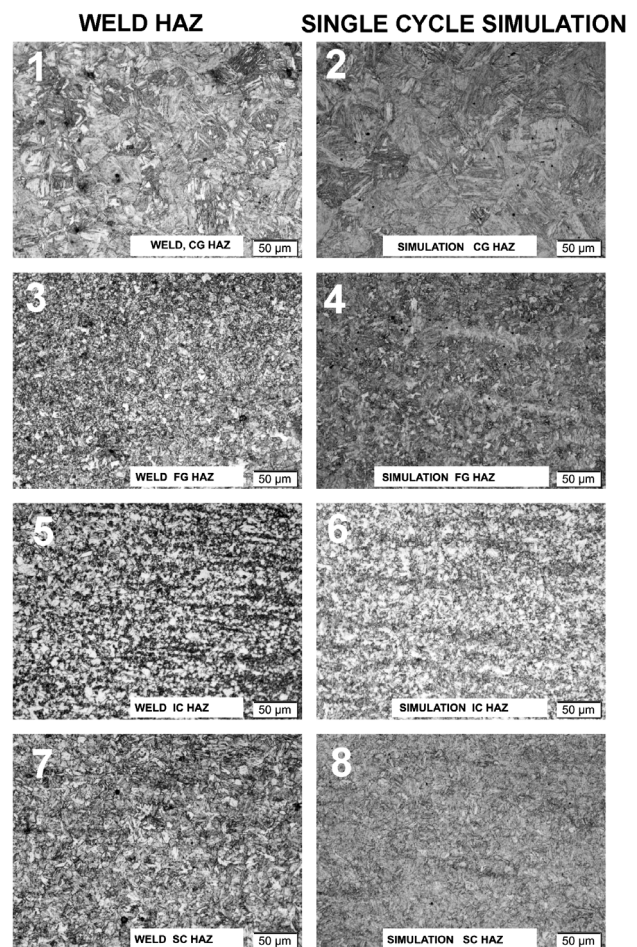 WELD HAZ
SINGLE CYCLE SIMULATION
1
WELD, CG HAZ
50 µm
2
SIMULATION CG HAZ
50 µm
3
WELD FG HAZ
50 µm
4
SIMULATION FG HAZ
50 µm
5
WELD IC HAZ
50 µm
6
SIMULATION IC HAZ
50 µm
7
WELD SC HAZ
50 µm
8
SIMULATION SC HAZ
50 µm